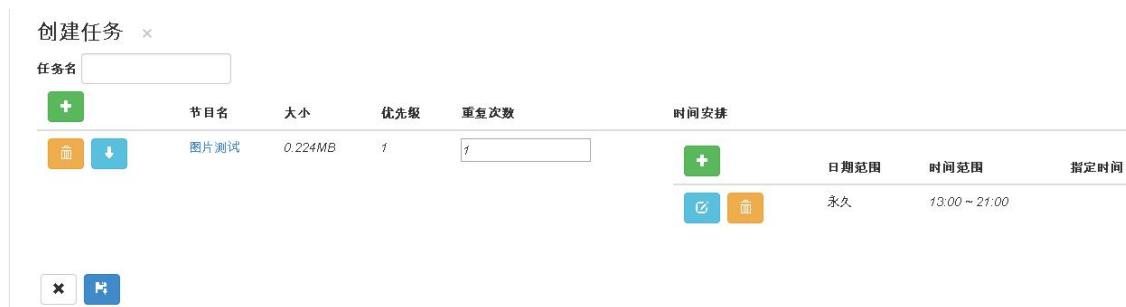 创建任务 ×
任务名
节目名 大小 优先级 重复次数 时间安排
图片测试 0.224MB 1 1
日期范围 时间范围 指定时间
永久 13:00 ~ 21:00